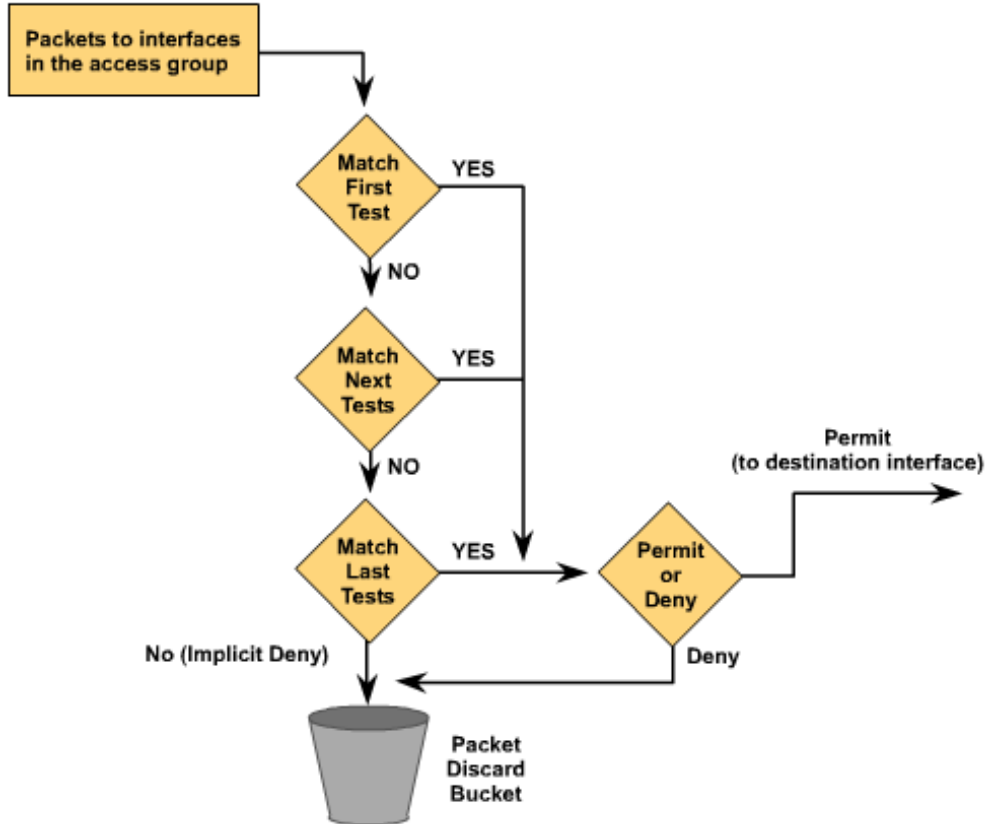 Packets to interfaces
in the access group
Match
First
Test
YES
NO
Match
Next
Tests
YES
NO
Match
Last
Tests
YES
Permit
or
Deny
Permit
(to destination interface)
No (Implicit Deny)
Deny
Packet
Discard
Bucket